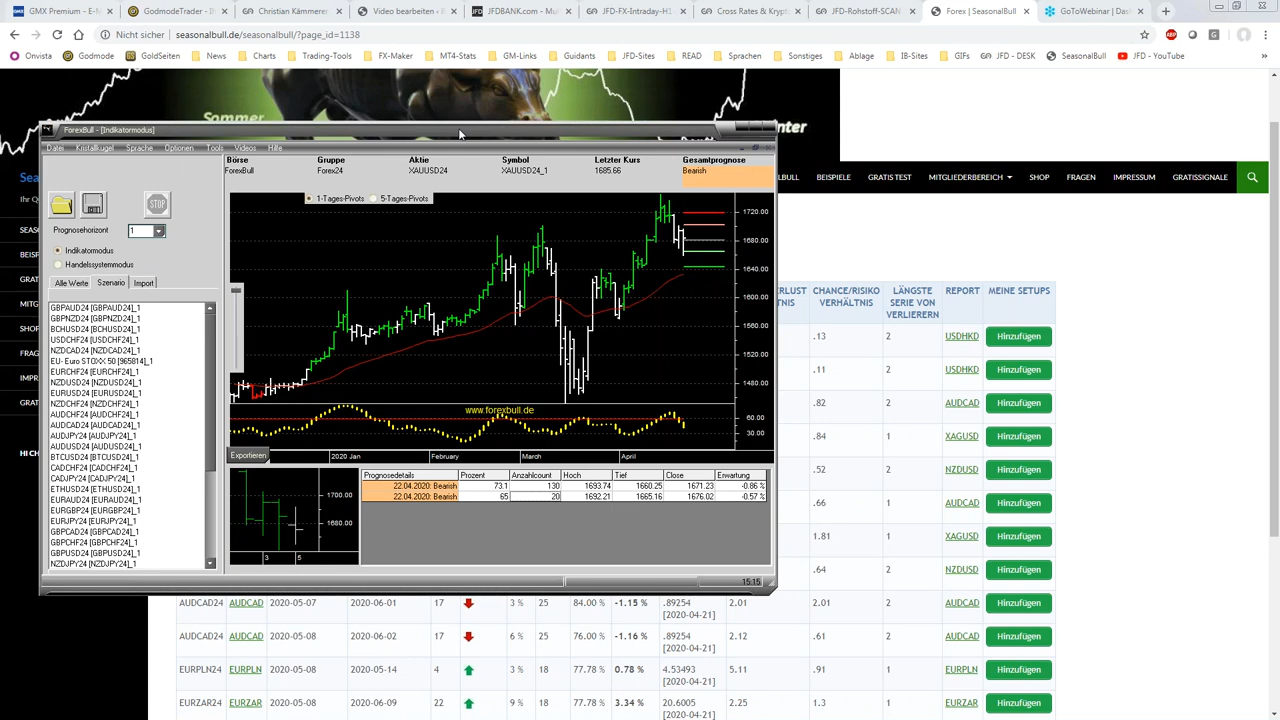 GMX Premium - E-M
GodmodeTrader - I
Christian Kämmerer
Video bearbeiten - R
JFDBANK.com - Mu
JFD-FX-Intraday-H1
Cross Rates & Krypt
JFD-Rohstoff-SCAN
Forex | SeasonalBull
GoToWebinar | Das
Nicht sicher | seasonalbull.de/seasonalbull/?page_id=1138
Onvista
Godmode
GoldSeiten
News
Charts
Trading-Tools
FX-Maker
MT4-Stats
GM-Links
Guidants
JFD-Sites
READ
Sprachen
Sonstiges
Ablage
IB-Sites
GIFs
JFD - DESK
SeasonalBull
JFD - YouTube
Sommer
ForexBull - [Indikatormodus]
Datei Kristallkugel Sprache Optionen Tools Videos Hilfe
Börse Gruppe Aktie Symbol Letzter Kurs Gesamtprognose
ForexBull Forex24 XAUUSD24 XAUUSD24_1 1685.66 Bearish
BEISPIELE GRATIS TEST MITGLIEDERBEREICH SHOP FRAGEN IMPRESSUM GRATISSIGNALE
STOP
Prognosehorizont 1
Indikatormodus
Handelssystemmodus
Alle Werte Szenario Import
GBPAUD24 [GBPAUD24]_1
GBPNZD24 [GBPNZD24]_1
BCHUSD24 [BCHUSD24]_1
USDCHF24 [USDCHF24]_1
NZDCAD24 [NZDCAD24]_1
EU- Euro STOXX 50 [965814]_1
EURCHF24 [EURCHF24]_1
NZDUSD24 [NZDUSD24]_1
EURUSD24 [EURUSD24]_1
NZDCHF24 [NZDCHF24]_1
AUDCHF24 [AUDCHF24]_1
AUDCAD24 [AUDCAD24]_1
AUDJPY24 [AUDJPY24]_1
AUDUSD24 [AUDUSD24]_1
BTCUSD24 [BTCUSD24]_1
CADCHF24 [CADCHF24]_1
CADJPY24 [CADJPY24]_1
ETHUSD24 [ETHUSD24]_1
EURAUD24 [EURAUD24]_1
EURGBP24 [EURGBP24]_1
EURJPY24 [EURJPY24]_1
GBPCAD24 [GBPCAD24]_1
GBPCHF24 [GBPCHF24]_1
GBPUSD24 [GBPUSD24]_1
NZDJPY24 [NZDJPY24]_1
1-Tages-Pivots 5-Tages-Pivots
1720.00
1680.00
1640.00
1600.00
1560.00
1520.00
1480.00
www.forexbull.de
60.00
30.00
Exportieren
2020 Jan February March April
1700.00
1680.00
3 5
Prognosedetails Prozent Anzahlcount Hoch Tief Close Erwartung
22.04.2020: Bearish 73.1 130 1693.74 1660.25 1671.23 -0.86 %
22.04.2020: Bearish 65 20 1692.21 1665.16 1676.02 -0.57 %
15:15
CHANCE/RISIKO VERHÄLTNIS
LÄNGSTE SERIE VON VERLIERERN
REPORT
MEINE SETUPS
.13 2 USDHKD Hinzufügen
.11 2 USDHKD Hinzufügen
.82 2 AUDCAD Hinzufügen
.84 1 XAGUSD Hinzufügen
.52 2 NZDUSD Hinzufügen
.66 1 AUDCAD Hinzufügen
1.81 1 XAGUSD Hinzufügen
.64 2 NZDUSD Hinzufügen
AUDCAD24 AUDCAD 2020-05-07 2020-06-01 17 3 % 25 84.00 % -1.15 % .89254 2.01 2.01 2 AUDCAD Hinzufügen
[2020-04-21]
AUDCAD24 AUDCAD 2020-05-08 2020-06-02 17 6 % 25 76.00 % -1.16 % .89254 2.12 .61 2 AUDCAD Hinzufügen
[2020-04-21]
EURPLN24 EURPLN 2020-05-08 2020-05-14 4 3 % 18 77.78 % 0.78 % 4.53493 5.11 .91 1 EURPLN Hinzufügen
[2020-04-21]
EURZAR24 EURZAR 2020-05-08 2020-06-09 22 9 % 18 77.78 % 3.34 % 20.6005 2.25 1.3 1 EURZAR Hinzufügen
[2020-04-21]